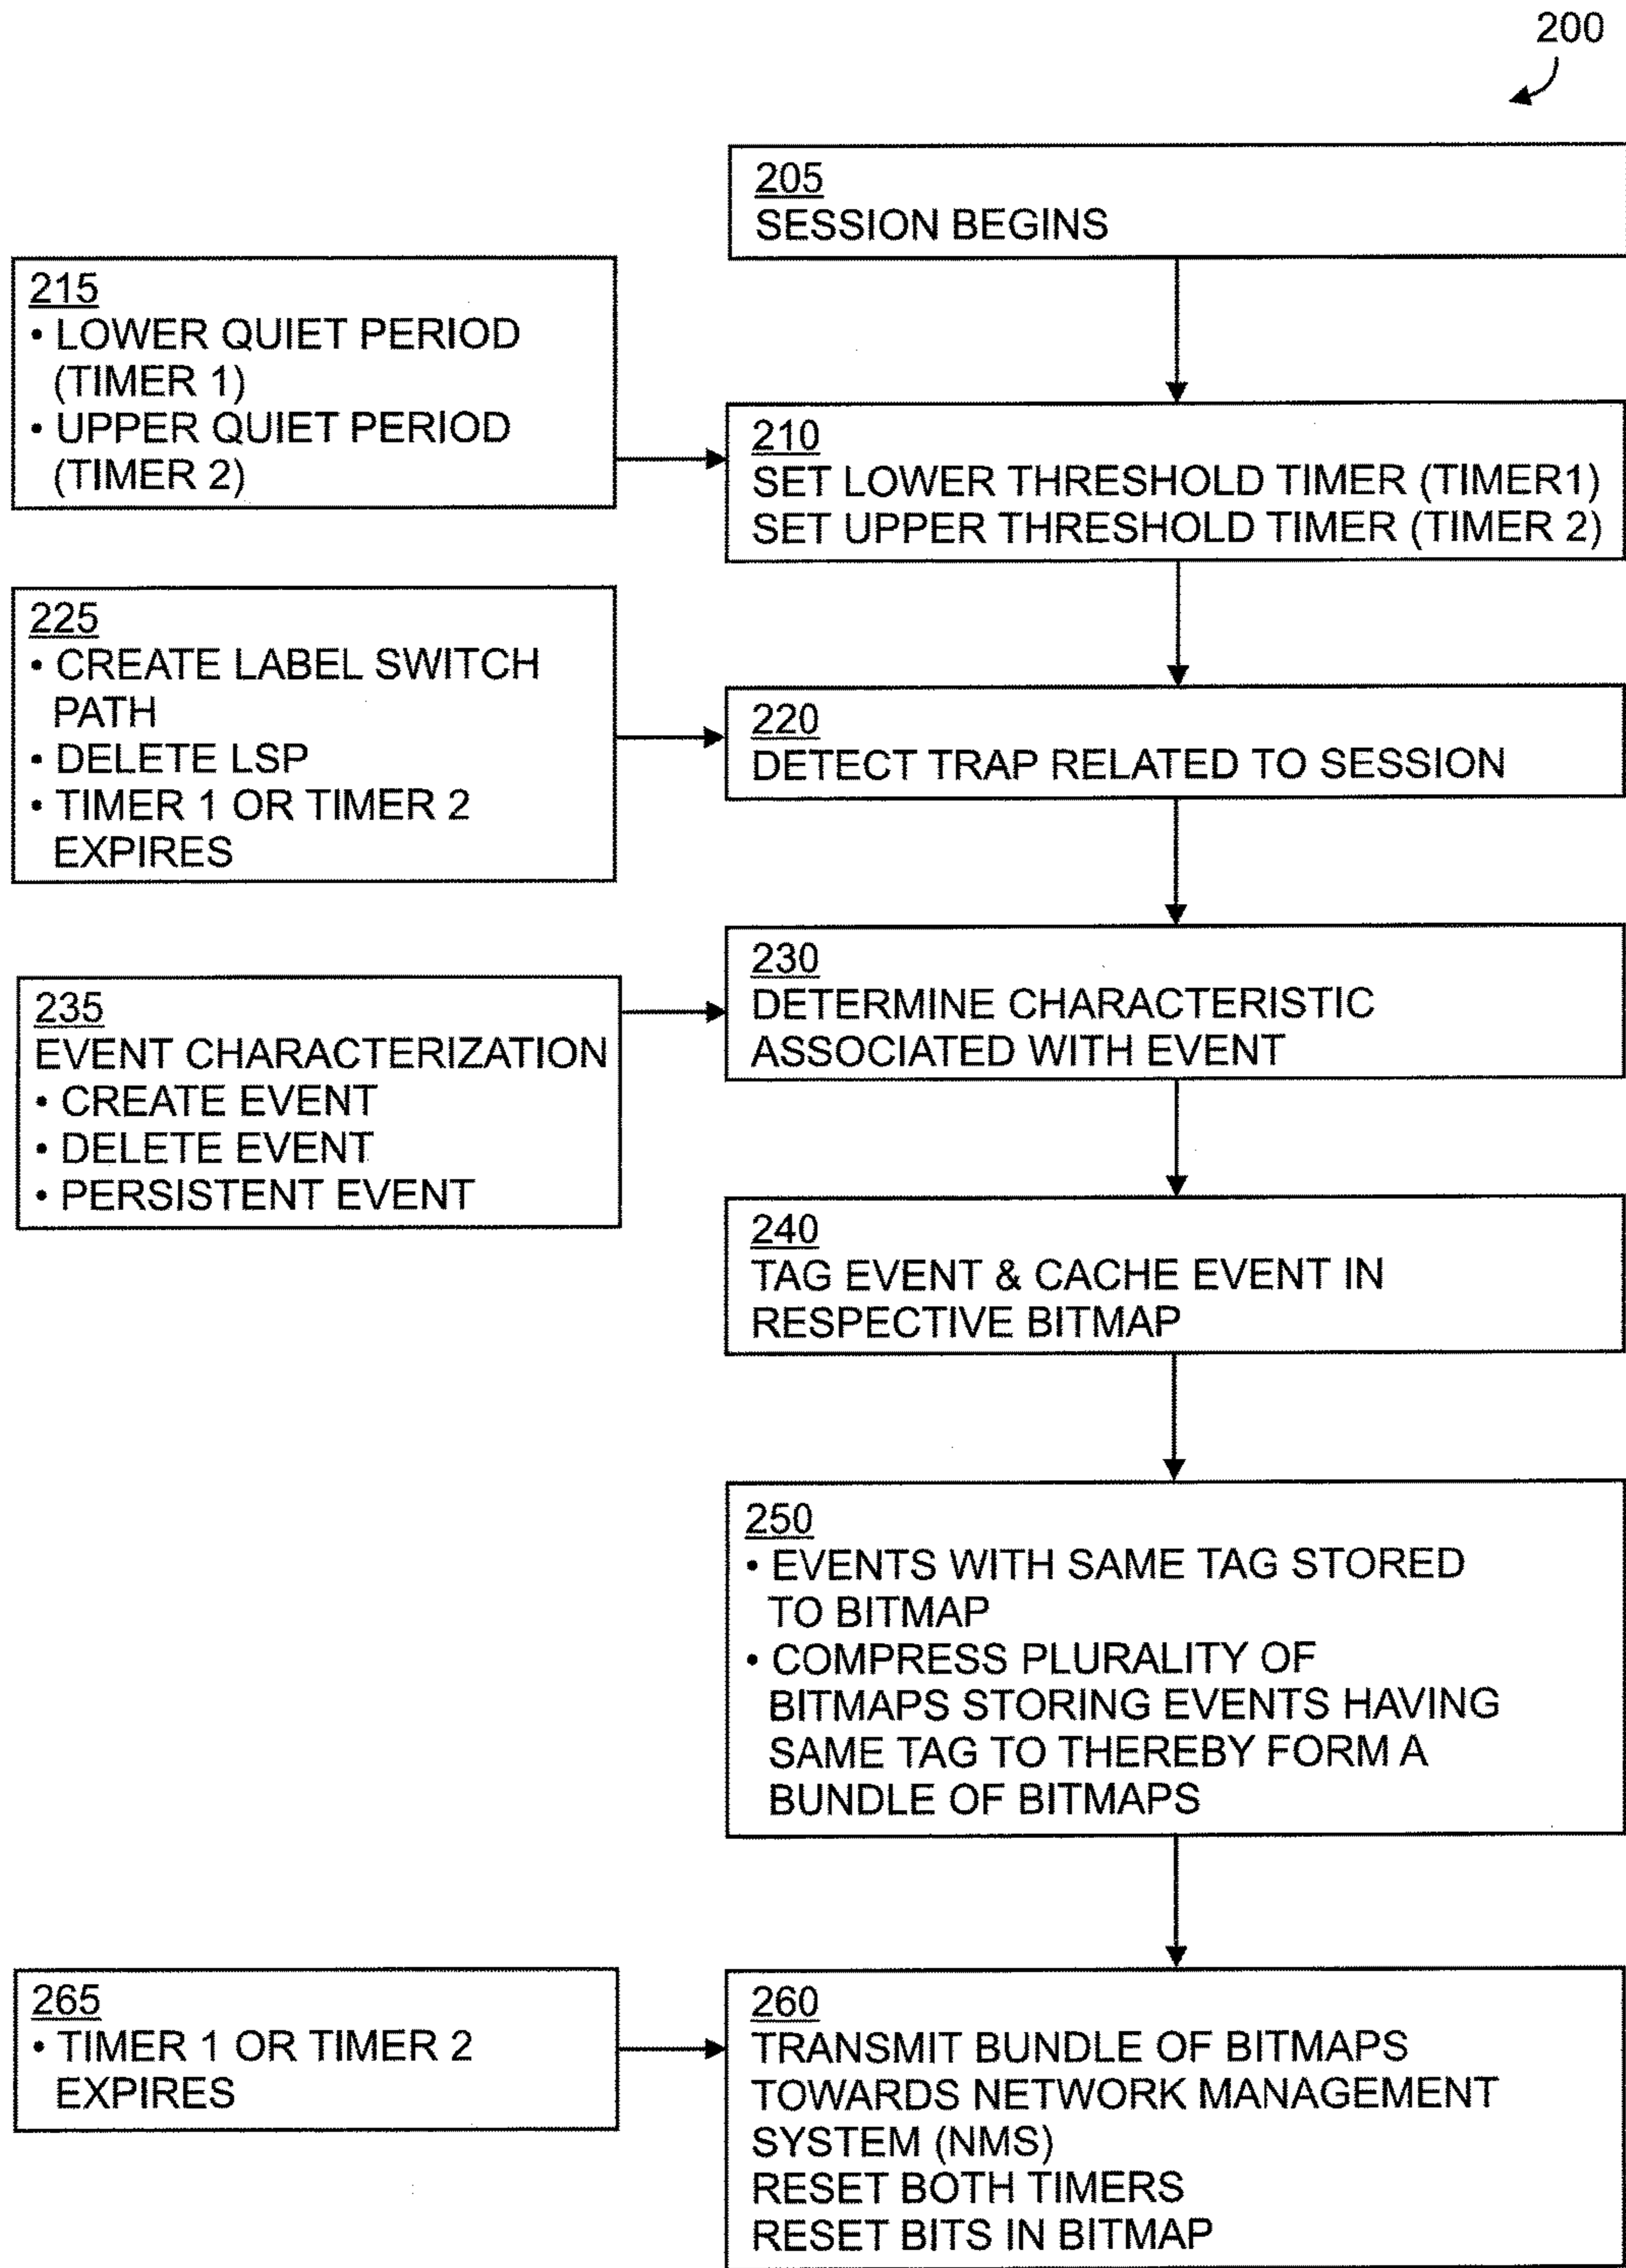 200
205
SESSION BEGINS
215
• LOWER QUIET PERIOD
(TIMER 1)
• UPPER QUIET PERIOD
(TIMER 2)
210
SET LOWER THRESHOLD TIMER (TIMER1)
SET UPPER THRESHOLD TIMER (TIMER 2)
225
• CREATE LABEL SWITCH
PATH
• DELETE LSP
• TIMER 1 OR TIMER 2
EXPIRES
220
DETECT TRAP RELATED TO SESSION
235
EVENT CHARACTERIZATION
• CREATE EVENT
• DELETE EVENT
• PERSISTENT EVENT
230
DETERMINE CHARACTERISTIC
ASSOCIATED WITH EVENT
240
TAG EVENT & CACHE EVENT IN
RESPECTIVE BITMAP
250
• EVENTS WITH SAME TAG STORED
TO BITMAP
• COMPRESS PLURALITY OF
BITMAPS STORING EVENTS HAVING
SAME TAG TO THEREBY FORM A
BUNDLE OF BITMAPS
265
• TIMER 1 OR TIMER 2
EXPIRES
260
TRANSMIT BUNDLE OF BITMAPS
TOWARDS NETWORK MANAGEMENT
SYSTEM (NMS)
RESET BOTH TIMERS
RESET BITS IN BITMAP